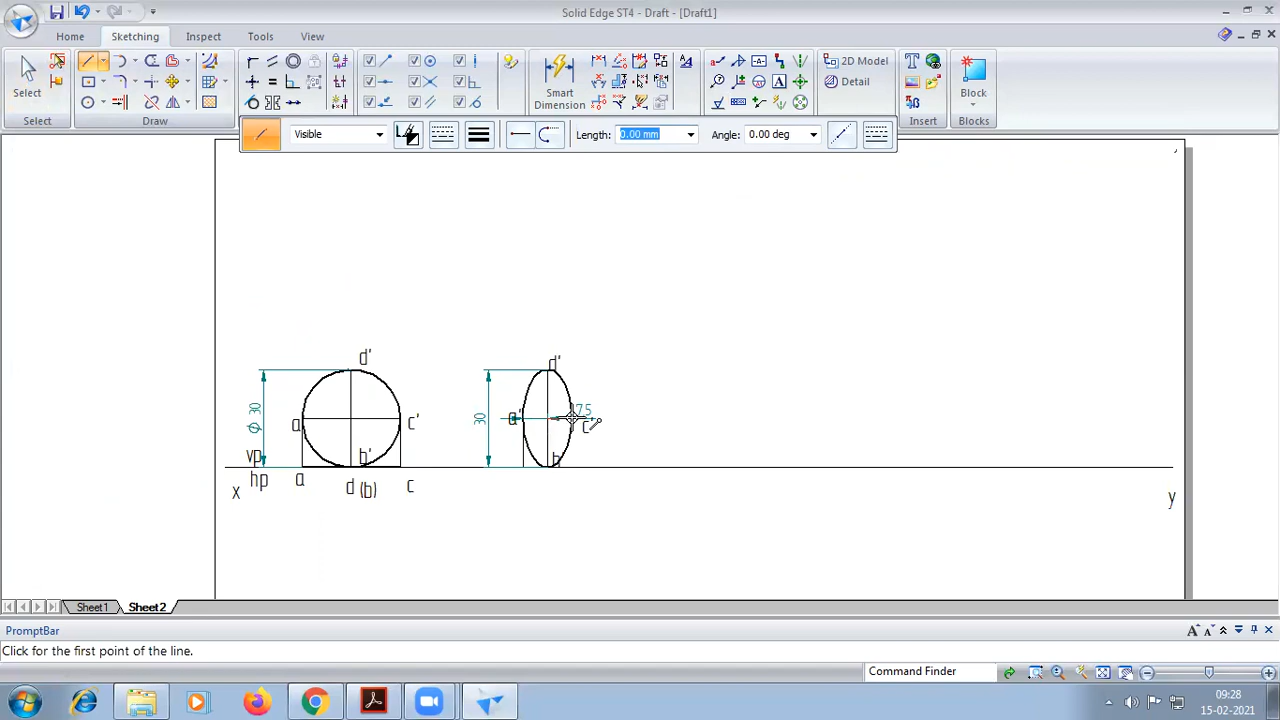 Solid Edge ST4 - Draft - [Draft1]
Home Sketching Inspect Tools View
Select
Smart
Dimension
2D Model
Detail
Block
Select Draw Insert Blocks
Visible Length: 0.00 mm Angle: 0.00 deg
d'
d'
ϕ 30
30
75
a
c'
a'
c'
vp
b'
b
hp
a
d (b)
c
x
y
Sheet1 Sheet2
PromptBar
Click for the first point of the line.
Command Finder
09:28
15-02-2021